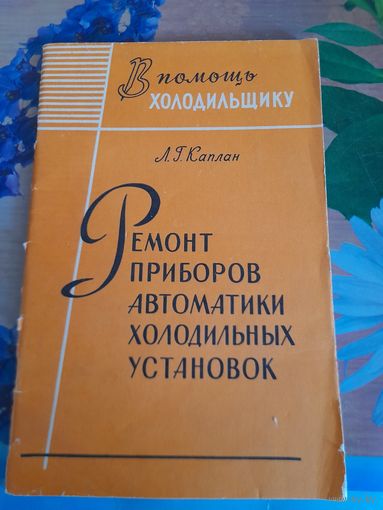 В помощь
ХОЛОДИЛЬЩИКУ
Л.Г. Каплан
РЕМОНТ
ПРИБОРОВ
АВТОМАТИКИ
ХОЛОДИЛЬНЫХ
УСТАНОВОК